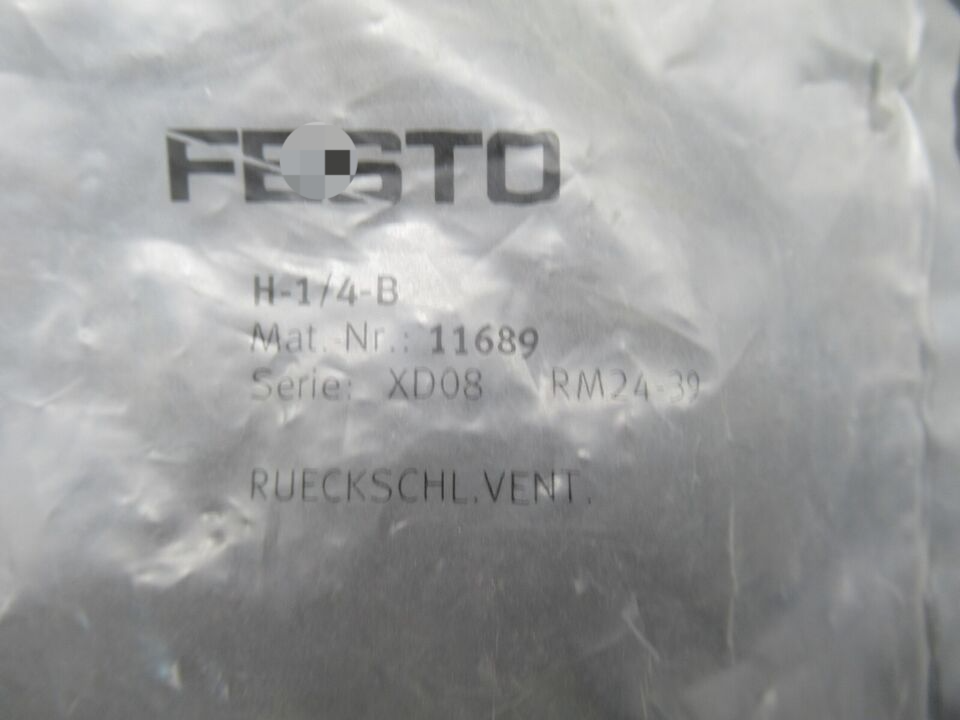 FESTO
H-1/4-B
Mat.-Nr.: 11689
Serie: XD08 RM24-39
RUECKSCHL.VENT.